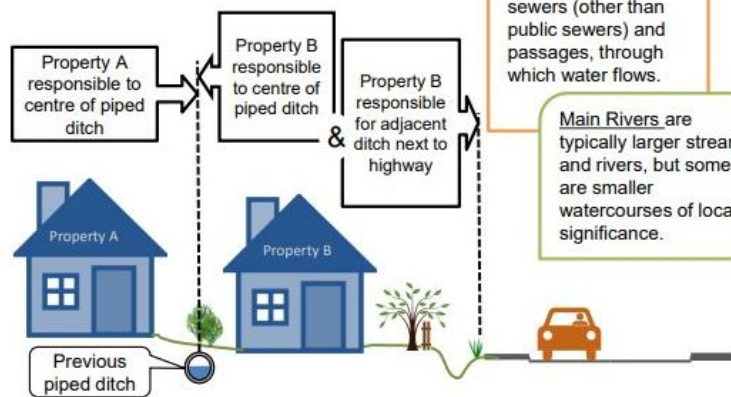 Property A
responsible to
centre of piped
ditch
Property B
responsible
to centre of
piped ditch
&
Property B
responsible
for adjacent
ditch next to
highway
sewers (other than
public sewers) and
passages, through
which water flows.
Main Rivers are
typically larger
and rivers, but some
are smaller
watercourses of
significance.
Property A
Property B
Previous
piped ditch